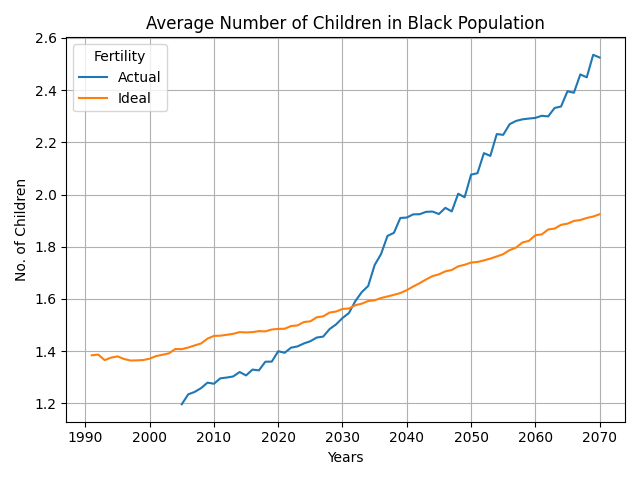 Average Number of Children in Black Population
2.6
2.4
2.2
2.0
1.8
1.6
1.4
1.2
No. of Children
Fertility
Actual
Ideal
1990 2000 2010 2020 2030 2040 2050 2060 2070
Years